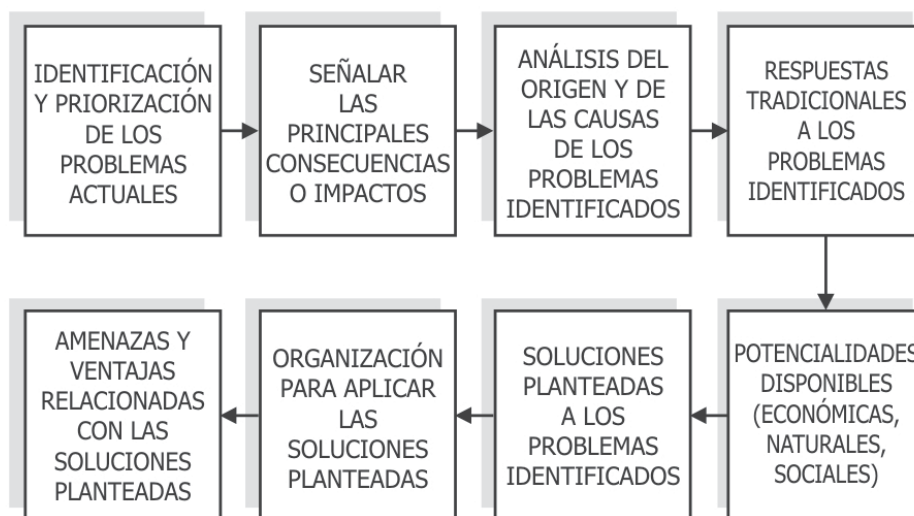 IDENTIFICACIÓN
Y PRIORIZACIÓN
DE LOS
PROBLEMAS
ACTUALES
SEÑALAR
LAS
PRINCIPALES
CONSECUENCIAS
O IMPACTOS
ANÁLISIS DEL
ORIGEN Y DE
LAS CAUSAS
DE LOS
PROBLEMAS
IDENTIFICADOS
RESPUESTAS
TRADICIONALES
A LOS
PROBLEMAS
IDENTIFICADOS
POTENCIALIDADES
DISPONIBLES
(ECONÓMICAS,
NATURALES,
SOCIALES)
SOLUCIONES
PLANTEADAS
A LOS
PROBLEMAS
IDENTIFICADOS
ORGANIZACIÓN
PARA APLICAR
LAS
SOLUCIONES
PLANTEADAS
AMENAZAS Y
VENTAJAS
RELACIONADAS
CON LAS
SOLUCIONES
PLANTEADAS